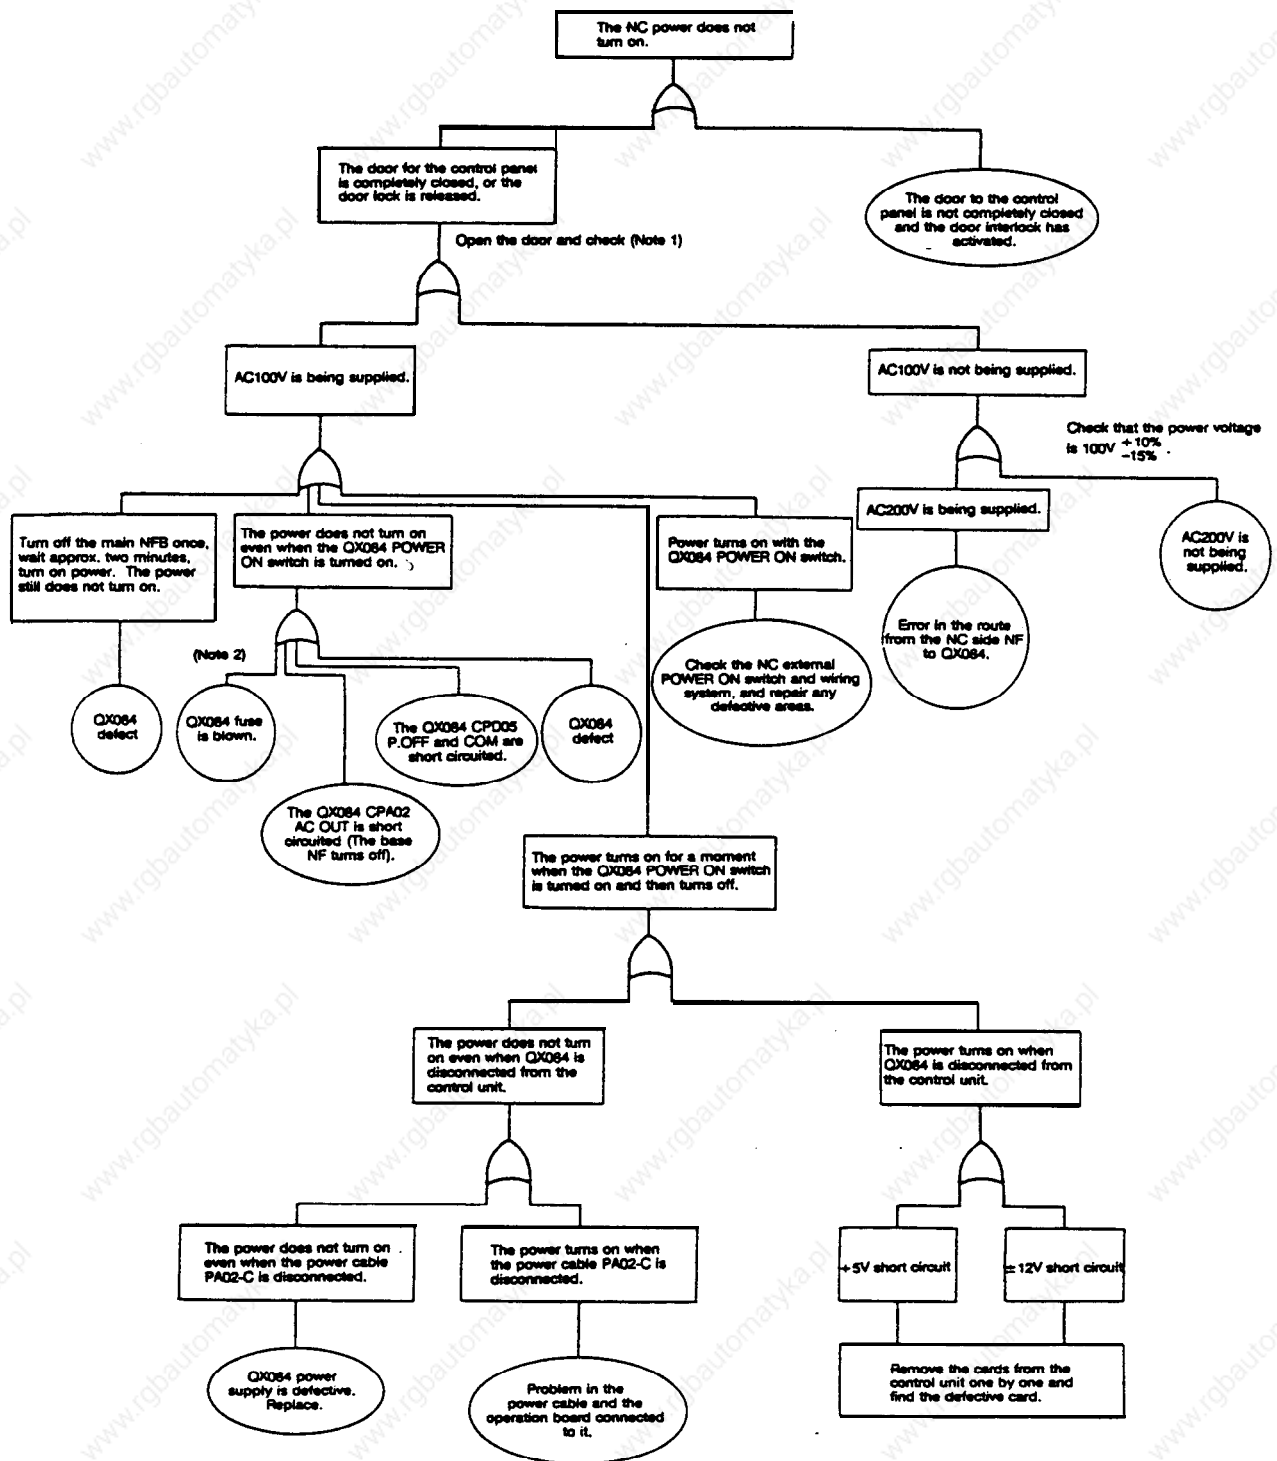 The NC power does not
turn on.
The door for the control panel
is completely closed, or the
door lock is released.
The door to the control
panel is not completely closed
and the door interlock has
activated.
Open the door and check (Note 1)
AC100V is being supplied.
AC100V is not being supplied.
Check that the power voltage
is 100V +10% -15% .
Turn off the main NFB once,
wait approx. two minutes,
turn on power. The power
still does not turn on.
The power does not turn on
even when the QX084 POWER
ON switch is turned on.
Power turns on with the
QX084 POWER ON switch.
AC200V is being supplied.
AC200V is
not being
supplied.
Error in the route
from the NC side NF
to QX084.
(Note 2)
Check the NC external
POWER ON switch and wiring
system, and repair any
defective areas.
QX084
defect
QX084 fuse
is blown.
The QX084 CPD05
P.OFF and COM are
short circuited.
QX084
defect
The QX084 CPA02
AC OUT is short
circuited (The base
NF turns off).
The power turns on for a moment
when the QX084 POWER ON switch
is turned on and then turns off.
The power does not turn
on even when QX084 is
disconnected from the
control unit.
The power turns on when
QX084 is disconnected from
the control unit.
The power does not turn on
even when the power cable
PA02-C is disconnected.
The power turns on when
the power cable PA02-C is
disconnected.
+5V short circuit
±12V short circuit
QX084 power
supply is defective.
Replace.
Problem in the
power cable and the
operation board connected
to it.
Remove the cards from the
control unit one by one and
find the defective card.
www.rgbautomatyka.pl